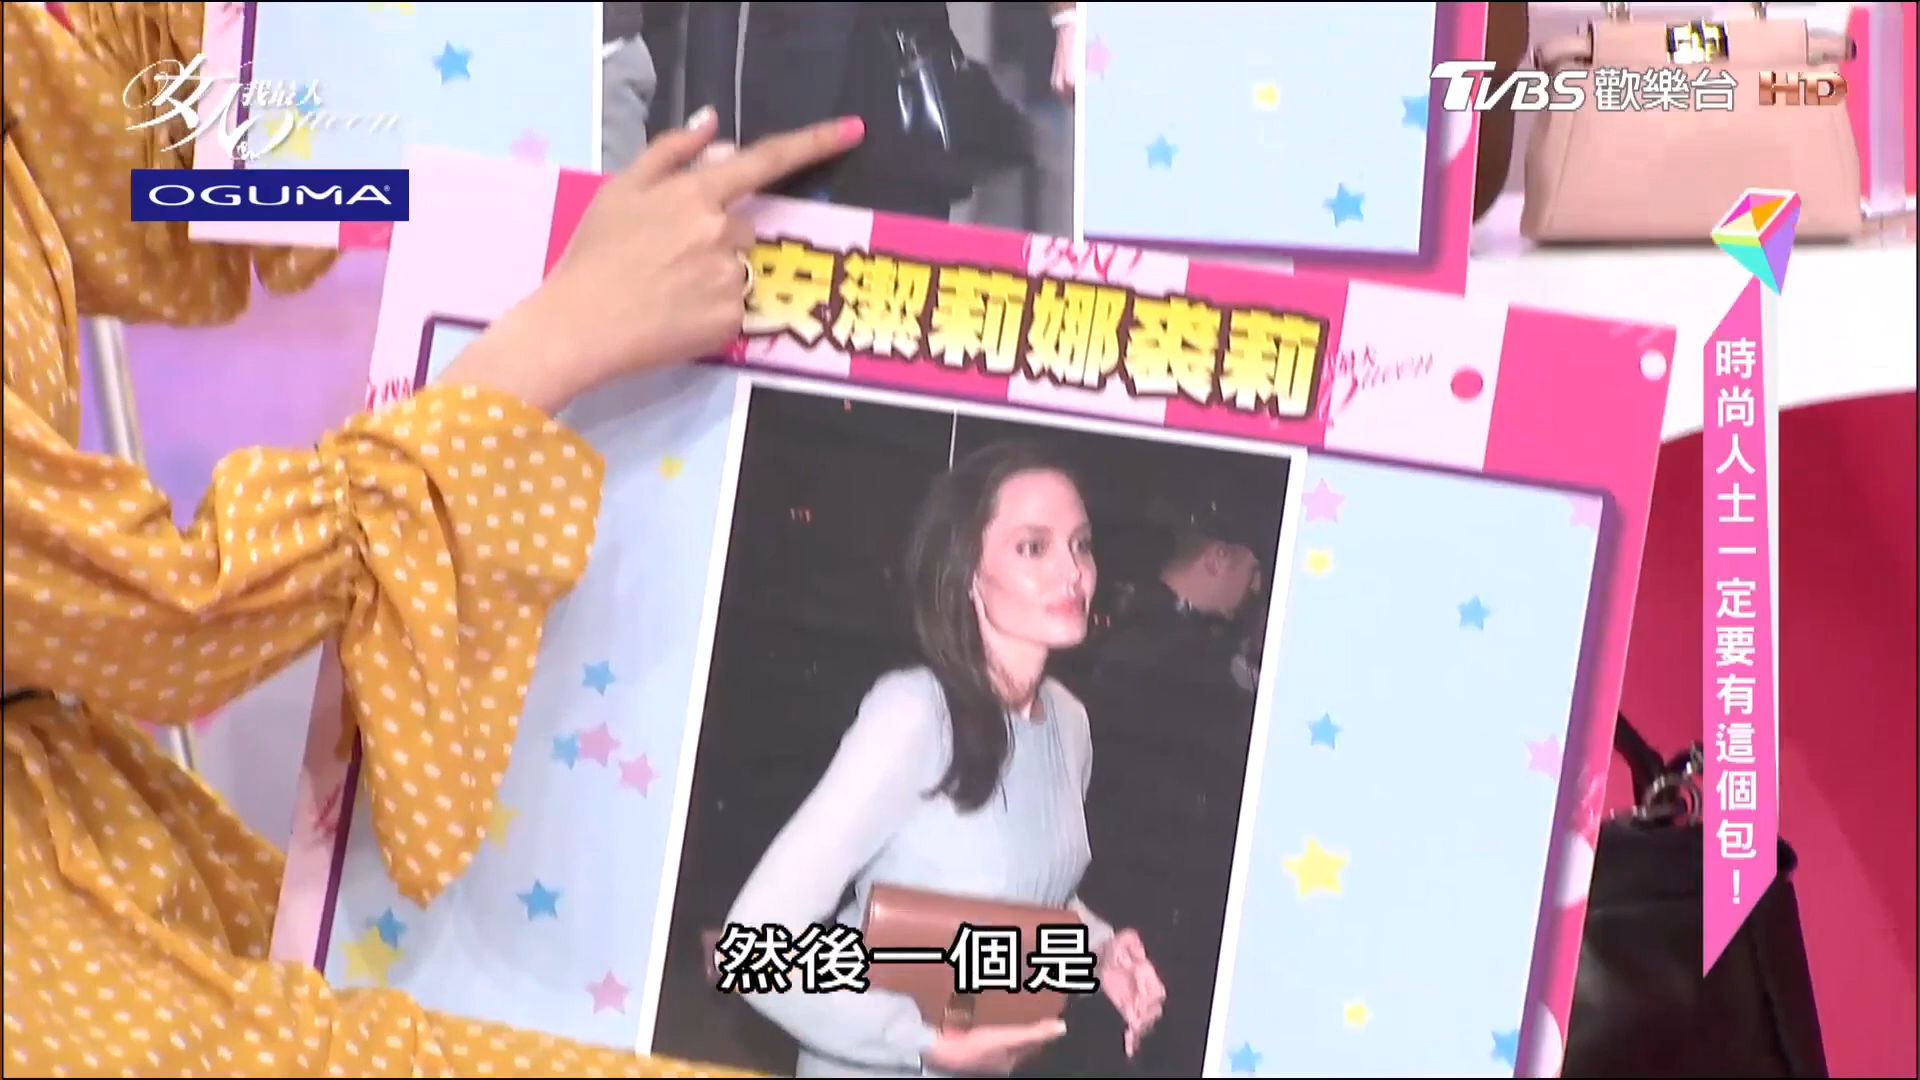 女人我最大
Queen
TVBS歡樂台 HD
OGUMA
安潔莉娜裘莉
時尚人士一定要有這個包！
然後一個是